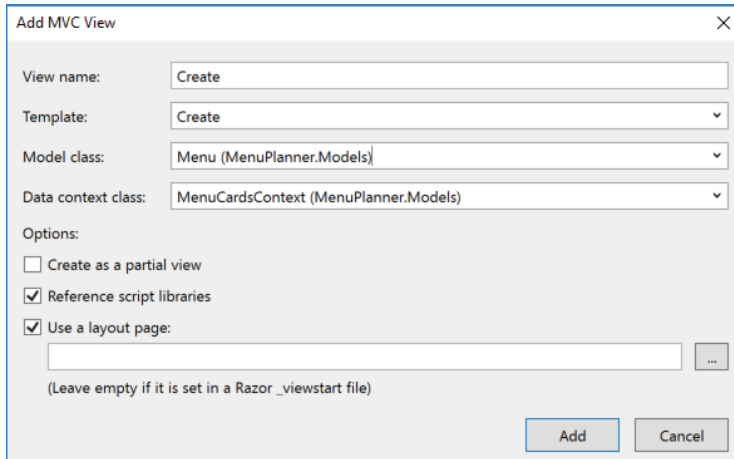 Add MVC View
View name: Create
Template: Create
Model class: Menu (MenuPlanner.Models)
Data context class: MenuCardsContext (MenuPlanner.Models)
Options:
Create as a partial view
Reference script libraries
Use a layout page:
...
(Leave empty if it is set in a Razor _viewstart file)
Add Cancel